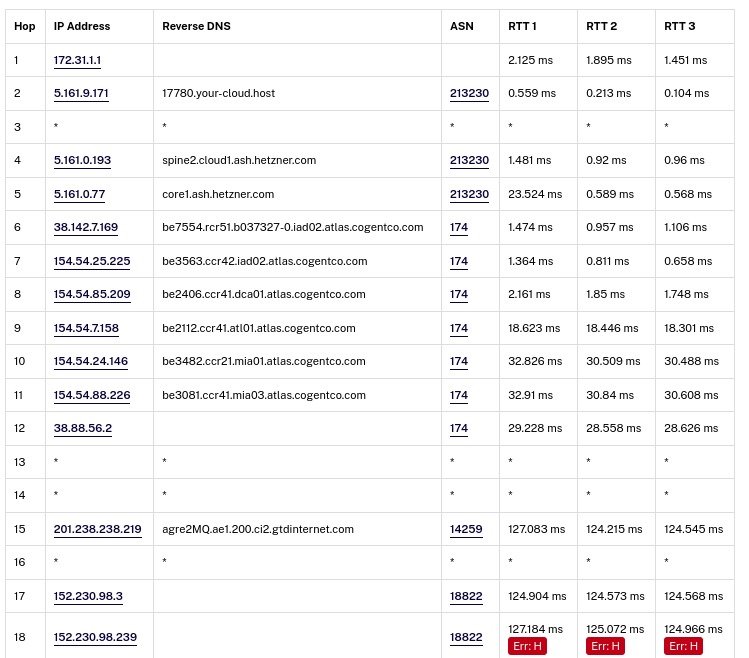 Hop IP Address Reverse DNS ASN RTT 1 RTT 2 RTT 3
1 172.31.1.1 2.125 ms 1.895 ms 1.451 ms
2 5.161.9.171 17780.your-cloud.host 213230 0.559 ms 0.213 ms 0.104 ms
3 * * * * * *
4 5.161.0.193 spine2.cloud1.ash.hetzner.com 213230 1.481 ms 0.92 ms 0.96 ms
5 5.161.0.77 core1.ash.hetzner.com 213230 23.524 ms 0.589 ms 0.568 ms
6 38.142.7.169 be7554.rcr51.b037327-0.iad02.atlas.cogentco.com 174 1.474 ms 0.957 ms 1.106 ms
7 154.54.25.225 be3563.ccr42.iad02.atlas.cogentco.com 174 1.364 ms 0.811 ms 0.658 ms
8 154.54.85.209 be2406.ccr41.dca01.atlas.cogentco.com 174 2.161 ms 1.85 ms 1.748 ms
9 154.54.7.158 be2112.ccr41.atl01.atlas.cogentco.com 174 18.623 ms 18.446 ms 18.301 ms
10 154.54.24.146 be3482.ccr21.mia01.atlas.cogentco.com 174 32.826 ms 30.509 ms 30.488 ms
11 154.54.88.226 be3081.ccr41.mia03.atlas.cogentco.com 174 32.91 ms 30.84 ms 30.608 ms
12 38.88.56.2 174 29.228 ms 28.558 ms 28.626 ms
13 * * * * * *
14 * * * * * *
15 201.238.238.219 agre2MQ.ae1.200.ci2.gtdinternet.com 14259 127.083 ms 124.215 ms 124.545 ms
16 * * * * * *
17 152.230.98.3 18822 124.904 ms 124.573 ms 124.568 ms
18 152.230.98.239 18822 127.184 ms 125.072 ms 124.966 ms
Err: H Err: H Err: H